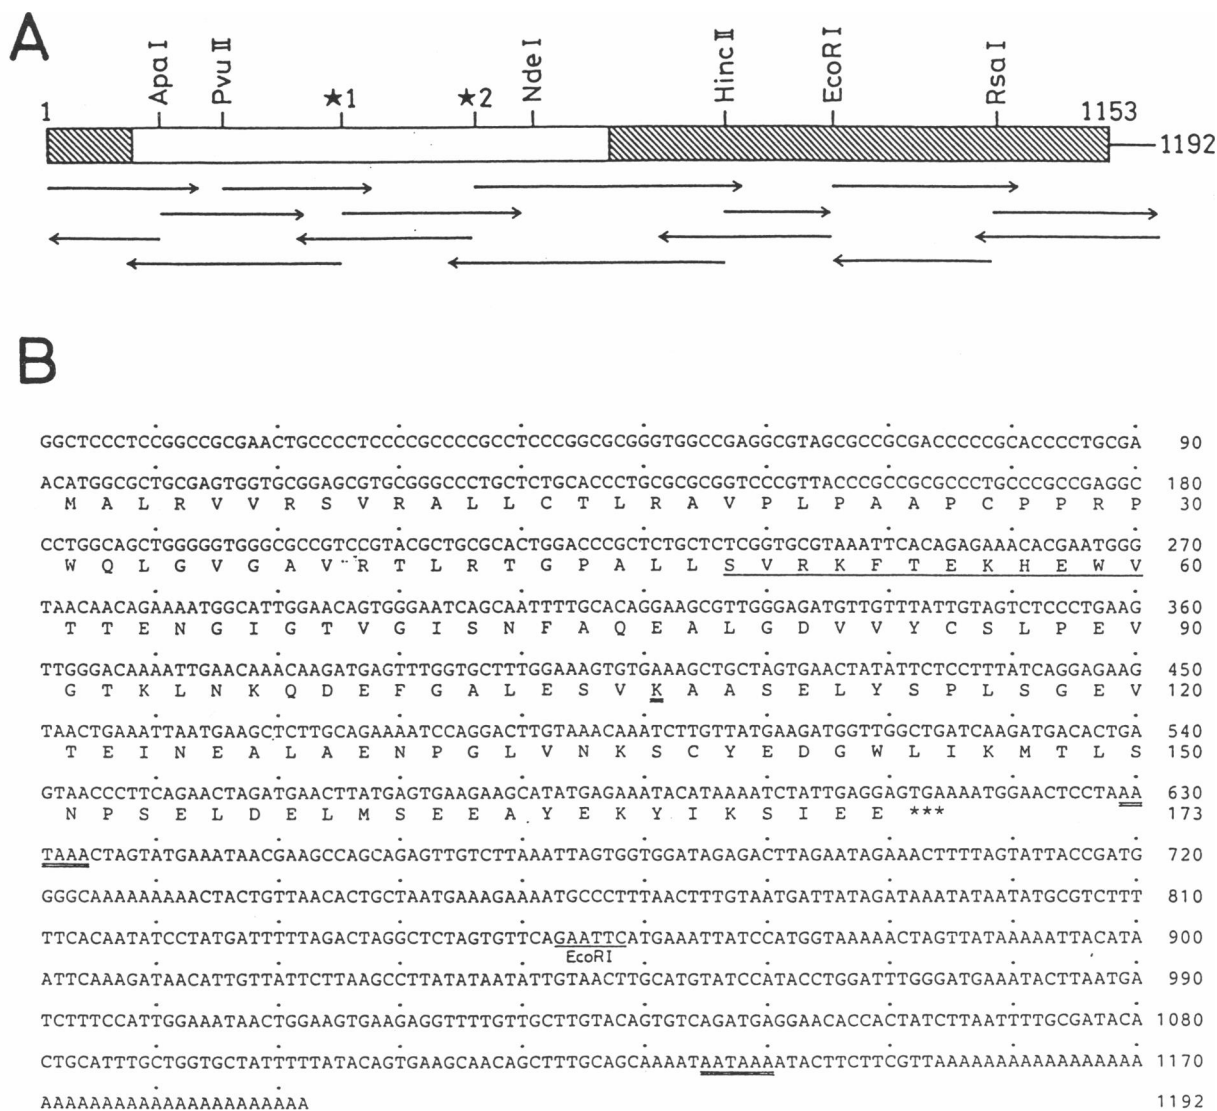 A
Apa I
Pvu II
★1
★2
Nde I
Hinc II
EcoR I
Rsa I
1
1153
1192
B
GGCTCCCTCCGGCCGCGAACTGCCCCTCCCCGCCCCGCCTCCCGGCGCGGGTGGCCGAGGCGTAGCGCCGCGACCCCCGCACCCCTGCGA 90
ACATGGCGCTGCGAGTGGTGCGGAGCGTGCGGGCCCTGCTCTGCACCCTGCGCGCGGTCCCGTTACCCGCCGCGCCCTGCCCGCCGAGGC 180
M A L R V V R S V R A L L C T L R A V P L P A A P C P P R P 30
CCTGGCAGCTGGGGGTGGGCGCCGTCCGTACGCTGCGCACTGGACCCGCTCTGCTCTCGGTGCGTAAATTCACAGAGAAACACGAATGGG 270
W Q L G V G A V R T L R T G P A L L S V R K F T E K H E W V 60
TAACAACAGAAAATGGCATTGGAACAGTGGGAATCAGCAATTTTGCACAGGAAGCGTTGGGAGATGTTGTTTATTGTAGTCTCCCTGAAG 360
T T E N G I G T V G I S N F A Q E A L G D V V Y C S L P E V 90
TTGGGACAAAATTGAACAAACAAGATGAGTTTGGTGCTTTGGAAAGTGTGAAAGCTGCTAGTGAACTATATTCTCCTTTATCAGGAGAAG 450
G T K L N K Q D E F G A L E S V K A A S E L Y S P L S G E V 120
TAACTGAAATTAATGAAGCTCTTGCAGAAAATCCAGGACTTGTAAACAAATCTTGTTATGAAGATGGTTGGCTGATCAAGATGACACTGA 540
T E I N E A L A E N P G L V N K S C Y E D G W L I K M T L S 150
GTAACCCTTCAGAACTAGATGAACTTATGAGTGAAGAAGCATATGAGAAATACATAAAATCTATTGAGGAGTGAAAATGGAACTCCTAAA 630
N P S E L D E L M S E E A Y E K Y I K S I E E *** 173
TAAACTAGTATGAAATAACGAAGCCAGCAGAGTTGTCTTAAATTAGTGGTGGATAGAGACTTAGAATAGAAACTTTTAGTATTACCGATG 720
GGGCAAAAAAAAACTACTGTTAACACTGCTAATGAAAGAAAATGCCCTTTAACTTTGTAATGATTATAGATAAATATAATATGCGTCTTT 810
TTCACAATATCCTATGATTTTTAGACTAGGCTCTAGTGTTCAGAATTCATGAAATTATCCATGGTAAAAACTAGTTATAAAAATTACATA 900
EcoRI
ATTCAAAGATAACATTGTTATTCTTAAGCCTTATATAATATTGTAACTTGCATGTATCCATACCTGGATTTGGGATGAAATACTTAATGA 990
TCTTTCCATTGGAAATAACTGGAAGTGAAGAGGTTTTGTTGCTTGTACAGTGTCAGATGAGGAACACCACTATCTTAATTTTGCGATACA 1080
CTGCATTTGCTGGTGCTATTTTTATACAGTGAAGCAACAGCTTTGCAGCAAAATAATAAAATACTTCTTCGTTAAAAAAAAAAAAAAAAA 1170
AAAAAAAAAAAAAAAAAAAAAA 1192